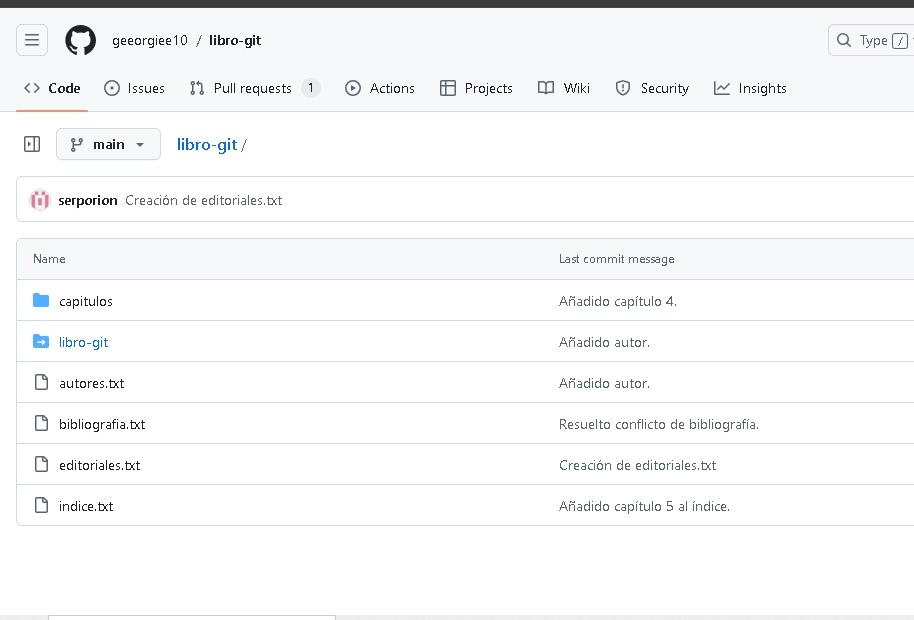 geeorgiee10 / libro-git
Type /
Code Issues Pull requests 1 Actions Projects Wiki Security Insights
main libro-git /
serporion Creación de editoriales.txt
Name Last commit message
capitulos Añadido capítulo 4.
libro-git Añadido autor.
autores.txt Añadido autor.
bibliografia.txt Resuelto conflicto de bibliografía.
editoriales.txt Creación de editoriales.txt
indice.txt Añadido capítulo 5 al índice.